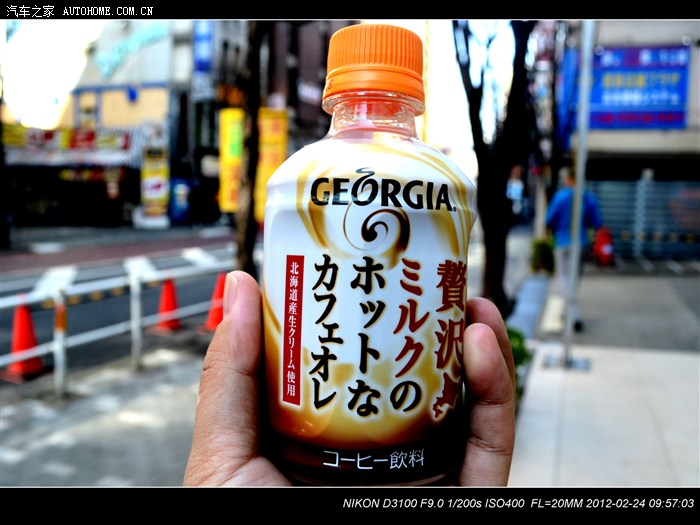 汽车之家 AUTOHOME.COM.CN
GEORGIA
贅沢
ミルクの
ホットな
カフェオレ
北海道産生クリーム使用
コーヒー飲料
NIKON D3100 F9.0 1/200s ISO400 FL=20MM 2012-02-24 09:57:03